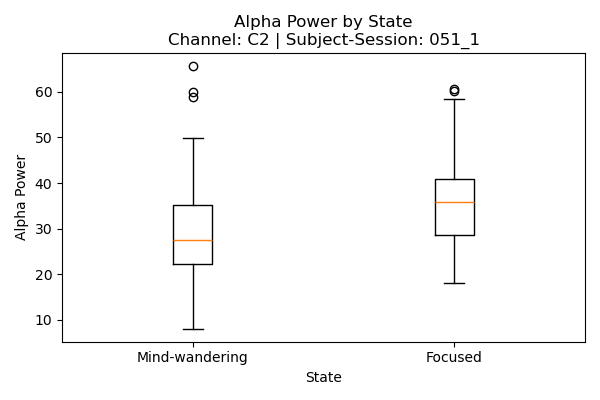 Alpha Power by State
Channel: C2 | Subject-Session: 051_1
Alpha Power
60
50
40
30
20
10
Mind-wandering
Focused
State